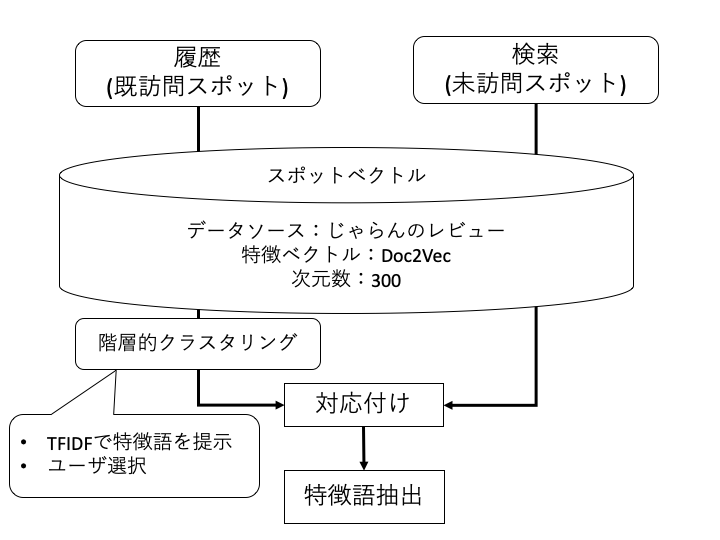 履歴
(既訪問スポット)
検索
(未訪問スポット)
スポットベクトル
データソース：じゃらんのレビュー
特徴ベクトル：Doc2Vec
次元数：300
階層的クラスタリング
対応付け
• TFIDFで特徴語を提示
• ユーザ選択
特徴語抽出